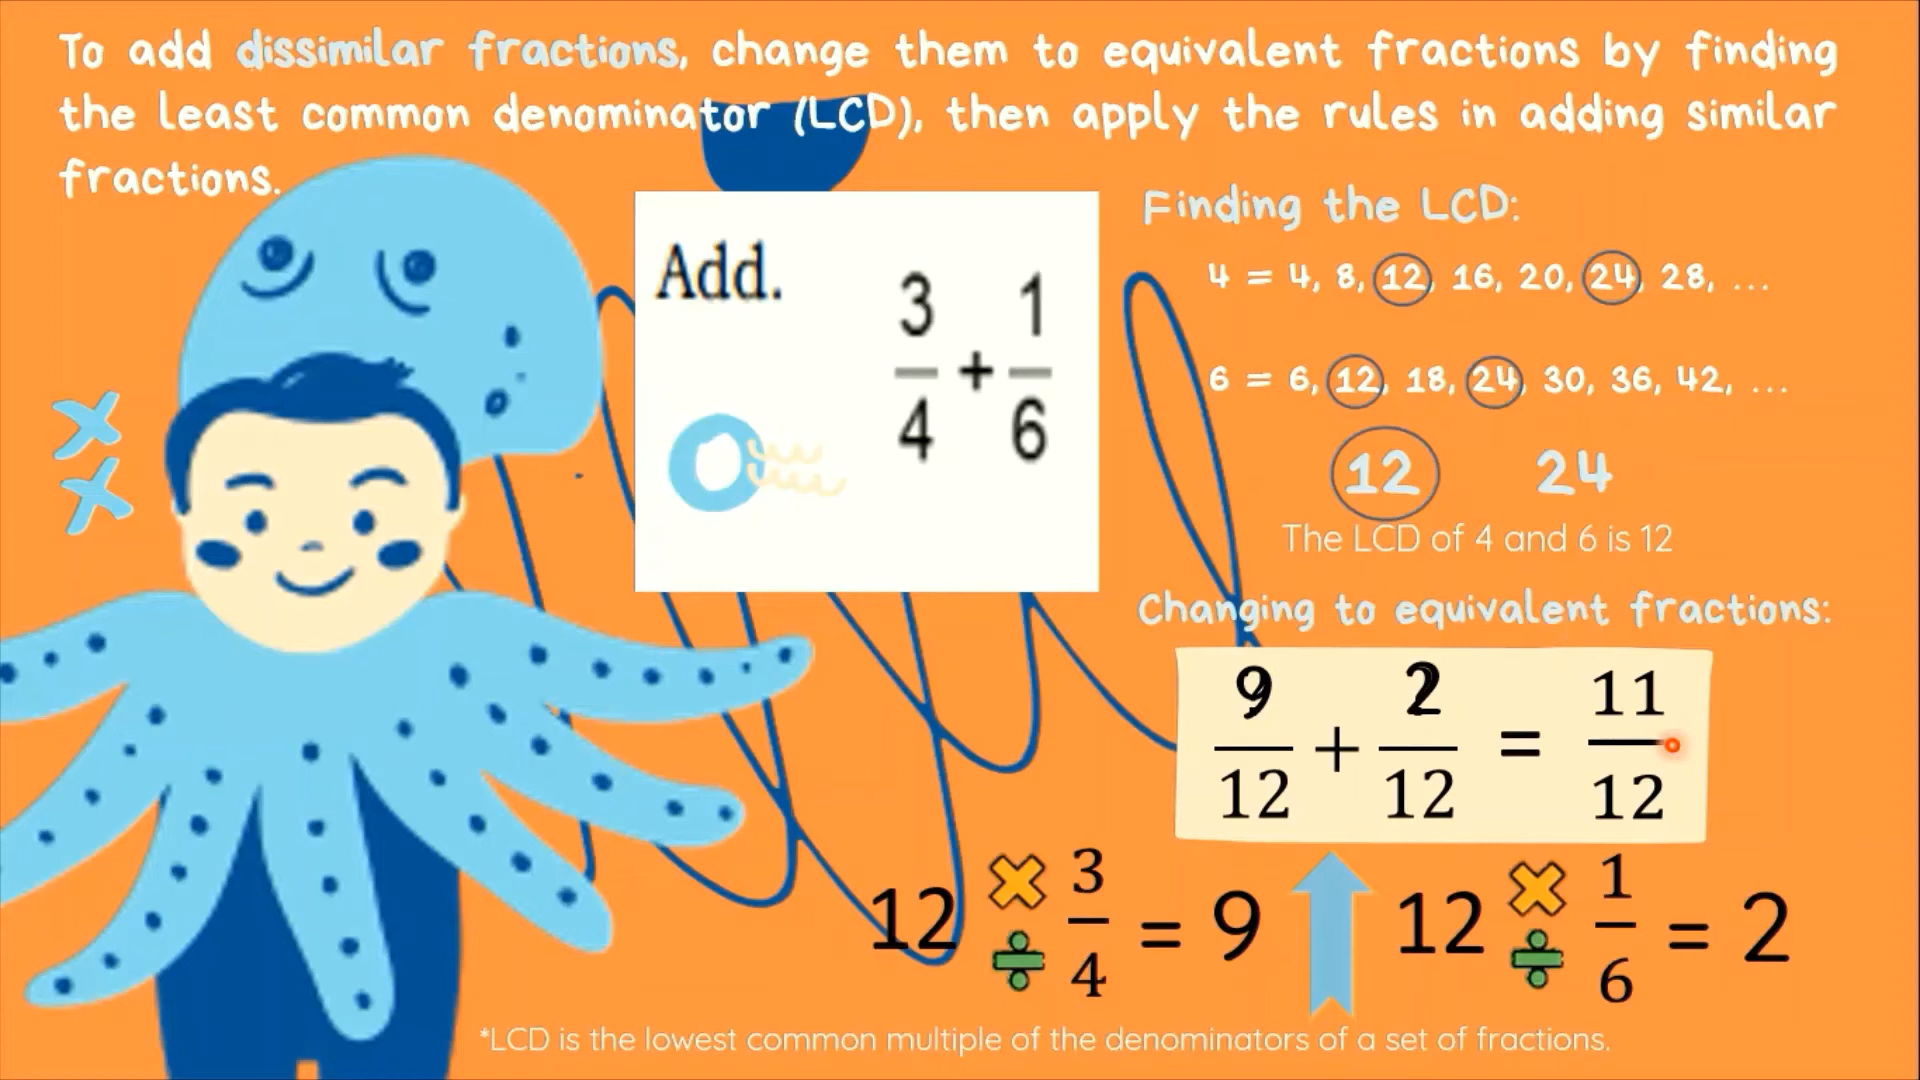 To add dissimilar fractions, change them to equivalent fractions by finding
the least common denominator (LCD), then apply the rules in adding similar
fractions.
Add.
3/4 + 1/6
Finding the LCD:
4 = 4, 8, 12, 16, 20, 24, 28, ...
6 = 6, 12, 18, 24, 30, 36, 42, ...
12 24
The LCD of 4 and 6 is 12
Changing to equivalent fractions:
9/12 + 2/12 = 11/12
12 × ÷ 3/4 = 9
12 × ÷ 1/6 = 2
*LCD is the lowest common multiple of the denominators of a set of fractions.